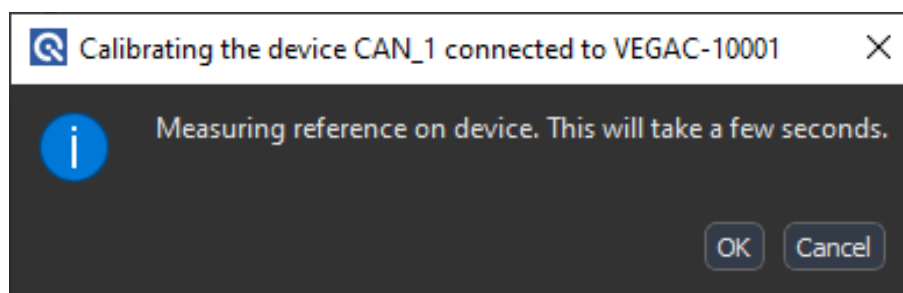 Calibrating the device CAN_1 connected to VEGAC-10001
Measuring reference on device. This will take a few seconds.
OK Cancel